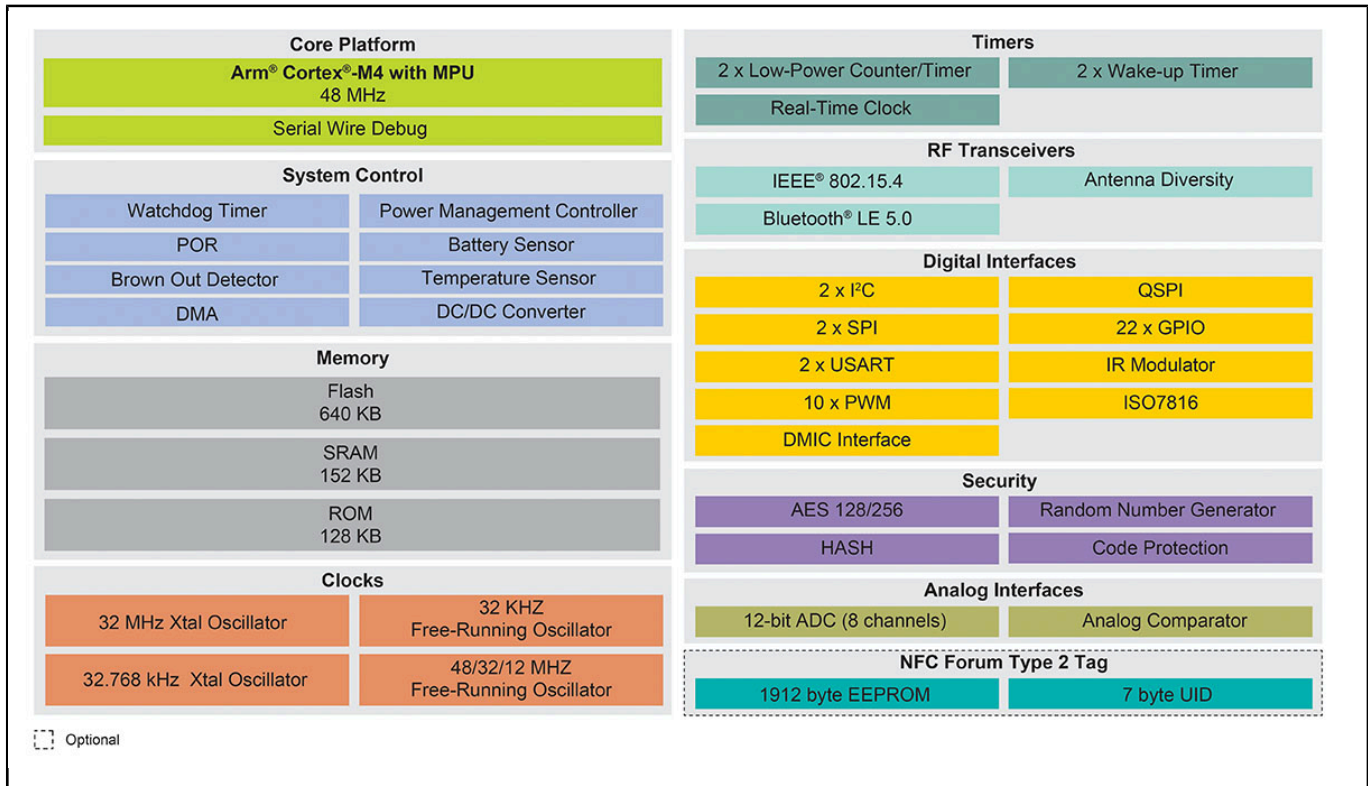 Core Platform
Arm® Cortex®-M4 with MPU
48 MHz
Serial Wire Debug
System Control
Watchdog Timer
Power Management Controller
POR
Battery Sensor
Brown Out Detector
Temperature Sensor
DMA
DC/DC Converter
Memory
Flash
640 KB
SRAM
152 KB
ROM
128 KB
Clocks
32 MHz Xtal Oscillator
32 KHZ
Free-Running Oscillator
32.768 kHz Xtal Oscillator
48/32/12 MHZ
Free-Running Oscillator
Optional
Timers
2 x Low-Power Counter/Timer
2 x Wake-up Timer
Real-Time Clock
RF Transceivers
IEEE® 802.15.4
Antenna Diversity
Bluetooth® LE 5.0
Digital Interfaces
2 x I²C
QSPI
2 x SPI
22 x GPIO
2 x USART
IR Modulator
10 x PWM
ISO7816
DMIC Interface
Security
AES 128/256
Random Number Generator
HASH
Code Protection
Analog Interfaces
12-bit ADC (8 channels)
Analog Comparator
NFC Forum Type 2 Tag
1912 byte EEPROM
7 byte UID